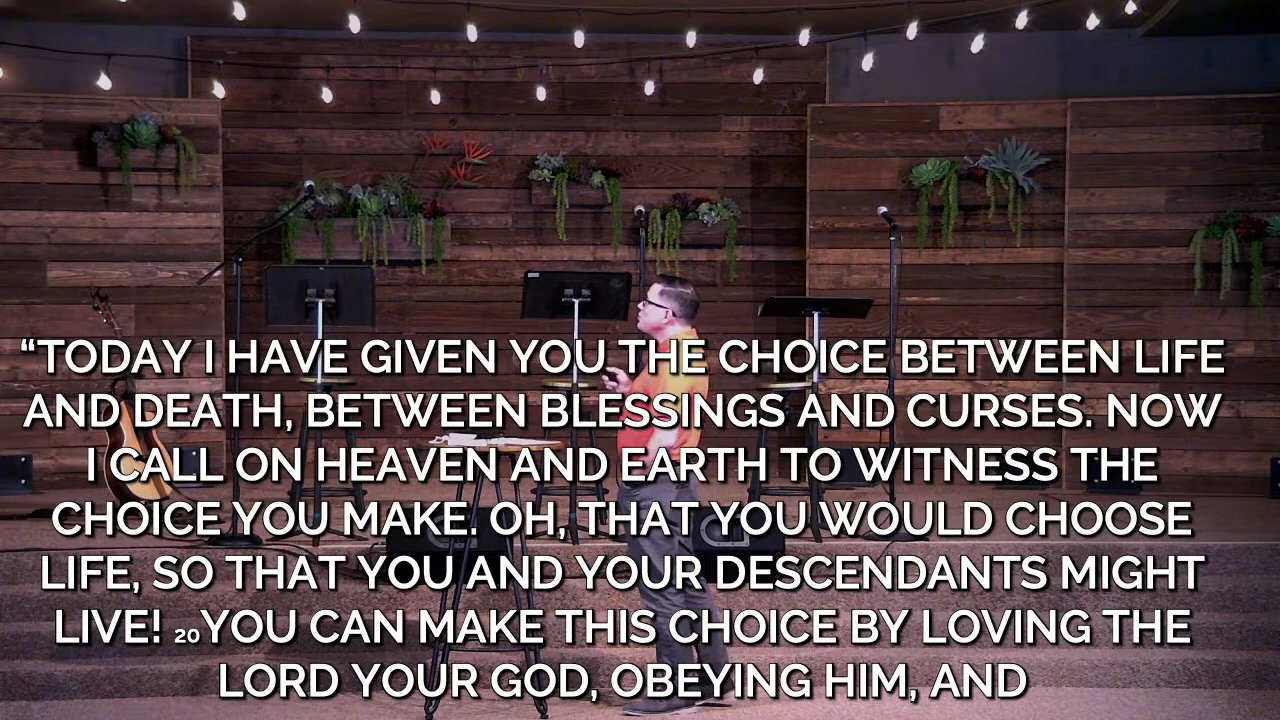 “TODAY I HAVE GIVEN YOU THE CHOICE BETWEEN LIFE
AND DEATH, BETWEEN BLESSINGS AND CURSES. NOW
I CALL ON HEAVEN AND EARTH TO WITNESS THE
CHOICE YOU MAKE. OH, THAT YOU WOULD CHOOSE
LIFE, SO THAT YOU AND YOUR DESCENDANTS MIGHT
LIVE! 20 YOU CAN MAKE THIS CHOICE BY LOVING THE
LORD YOUR GOD, OBEYING HIM, AND